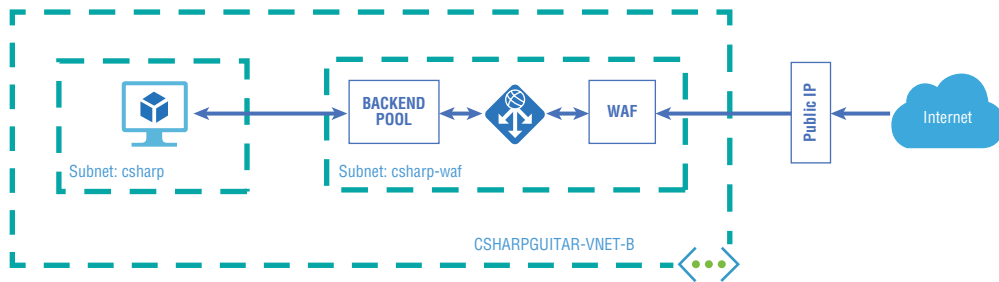 BACKEND
POOL
WAF
Public IP
Internet
Subnet: csharp
Subnet: csharp-waf
CSHARPGUITAR-VNET-B